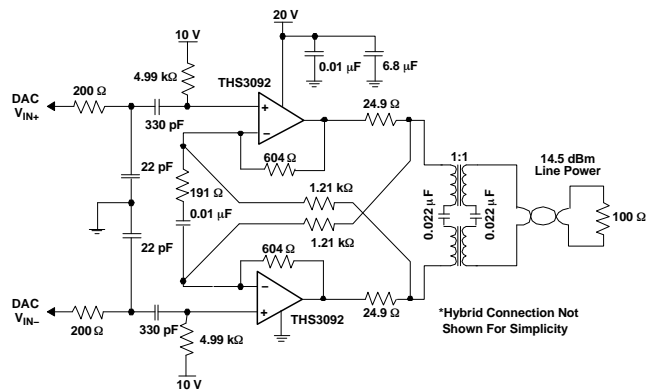 20 V
10 V
0.01 µF
6.8 µF
THS3092
4.99 kΩ
24.9 Ω
DAC
VIN+
200 Ω
+
−
330 pF
1:1
14.5 dBm
Line Power
604 Ω
22 pF
191 Ω
1.21 kΩ
0.01 µF
1.21 kΩ
0.022 µF
0.022 µF
100 Ω
22 pF
604 Ω
−
+
24.9 Ω
DAC
VIN−
200 Ω
330 pF
THS3092
4.99 kΩ
10 V
*Hybrid Connection Not
Shown For Simplicity